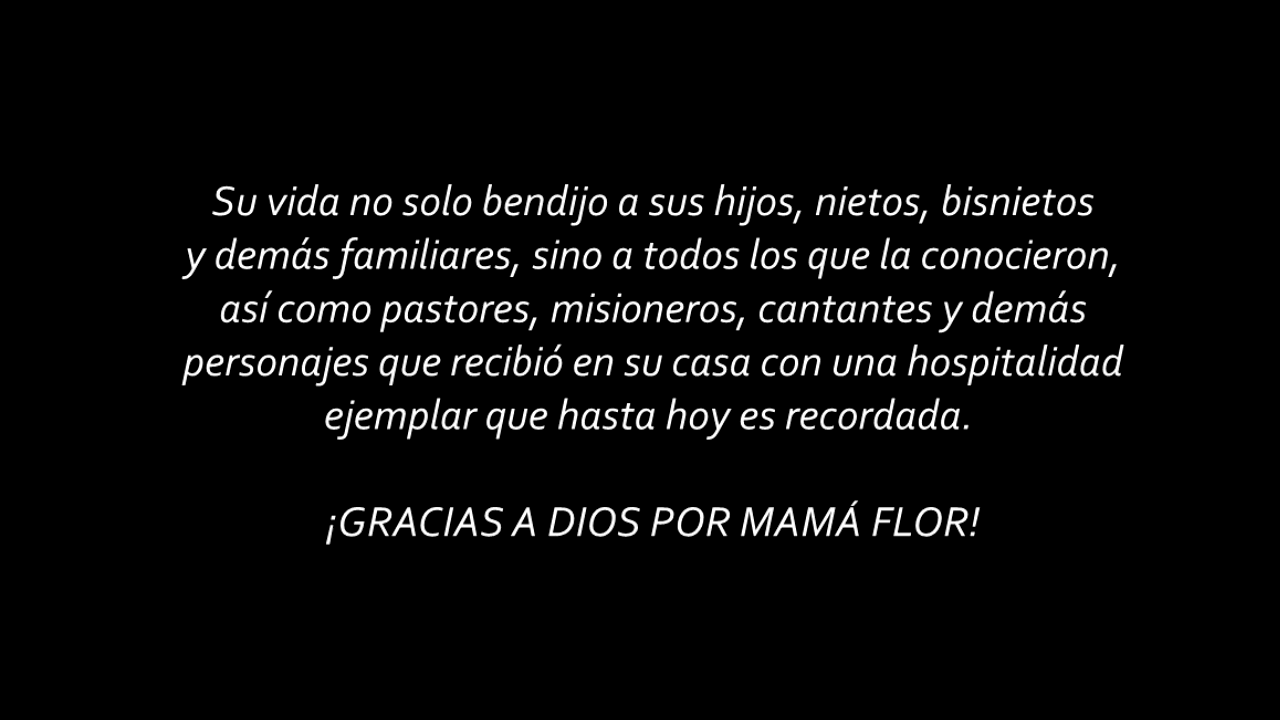 Su vida no solo bendijo a sus hijos, nietos, bisnietos
y demás familiares, sino a todos los que la conocieron,
así como pastores, misioneros, cantantes y demás
personajes que recibió en su casa con una hospitalidad
ejemplar que hasta hoy es recordada.
¡GRACIAS A DIOS POR MAMÁ FLOR!